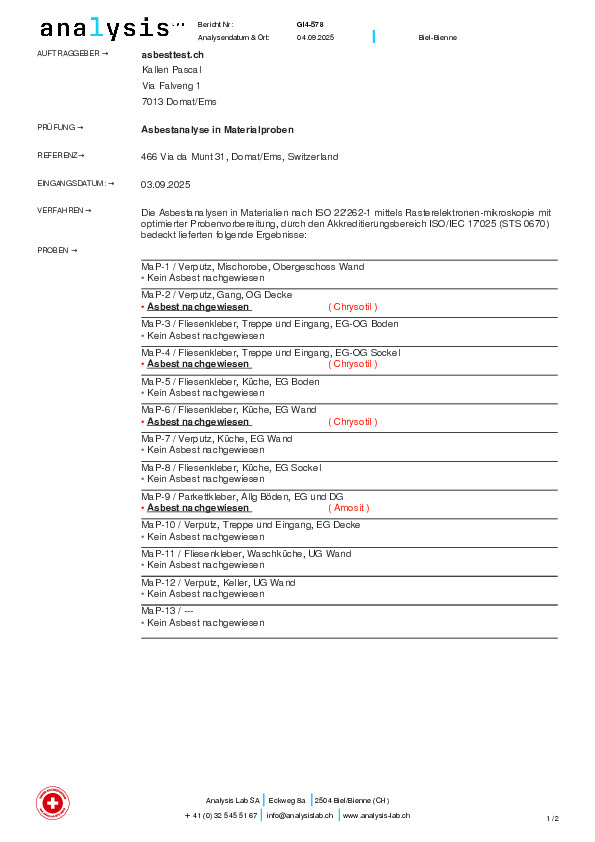 analysis
Bericht Nr: GI4-578
Analysendatum & Ort: 04.09.2025 Biel-Bienne
AUFTRAGGEBER → asbesttest.ch
Kallen Pascal
Via Falveng 1
7013 Domat/Ems
PRÜFUNG → Asbestanalyse in Materialproben
REFERENZ→ 466 Via da Munt 31, Domat/Ems, Switzerland
EINGANGSDATUM: → 03.09.2025
VERFAHREN → Die Asbestanalysen in Materialien nach ISO 22'262-1 mittels Rasterelektronen-mikroskopie mit
optimierter Probenvorbereitung, durch den Akkreditierungsbereich ISO/IEC 17'025 (STS 0670)
bedeckt lieferten folgende Ergebnisse:
PROBEN →
MaP-1 / Verputz, Mischorobe, Obergeschoss Wand
• Kein Asbest nachgewiesen
MaP-2 / Verputz, Gang, OG Decke
• Asbest nachgewiesen ( Chrysotil )
MaP-3 / Fliesenkleber, Treppe und Eingang, EG-OG Boden
• Kein Asbest nachgewiesen
MaP-4 / Fliesenkleber, Treppe und Eingang, EG-OG Sockel
• Asbest nachgewiesen ( Chrysotil )
MaP-5 / Fliesenkleber, Küche, EG Boden
• Kein Asbest nachgewiesen
MaP-6 / Fliesenkleber, Küche, EG Wand
• Asbest nachgewiesen ( Chrysotil )
MaP-7 / Verputz, Küche, EG Wand
• Kein Asbest nachgewiesen
MaP-8 / Fliesenkleber, Küche, EG Sockel
• Kein Asbest nachgewiesen
MaP-9 / Parkettkleber, Allg Böden, EG und DG
• Asbest nachgewiesen ( Amosit )
MaP-10 / Verputz, Treppe und Eingang, EG Decke
• Kein Asbest nachgewiesen
MaP-11 / Fliesenkleber, Waschküche, UG Wand
• Kein Asbest nachgewiesen
MaP-12 / Verputz, Keller, UG Wand
• Kein Asbest nachgewiesen
MaP-13 / ---
• Kein Asbest nachgewiesen
Analysis Lab SA | Eckweg 8a | 2504 Biel/Bienne (CH)
+ 41 (0) 32 545 51 67 | info@analysislab.ch | www.analysis-lab.ch
1 / 2